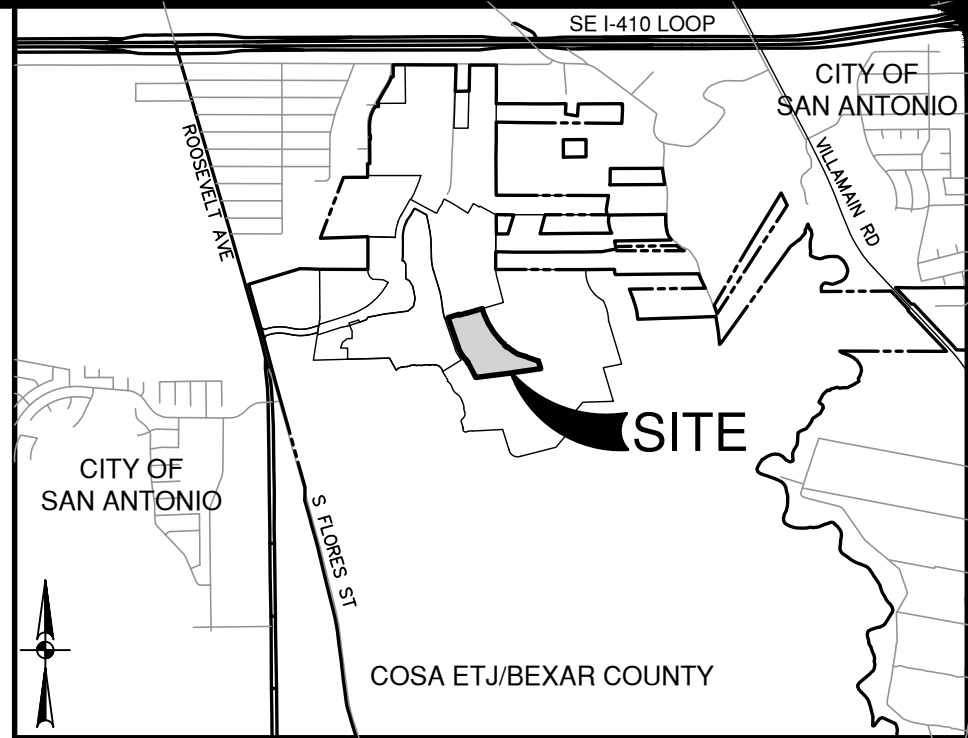 SE I-410 LOOP
CITY OF
SAN ANTONIO
ROOSEVELT AVE
VILLAMAIN RD
SITE
CITY OF
SAN ANTONIO
S FLORES ST
COSA ETJ/BEXAR COUNTY